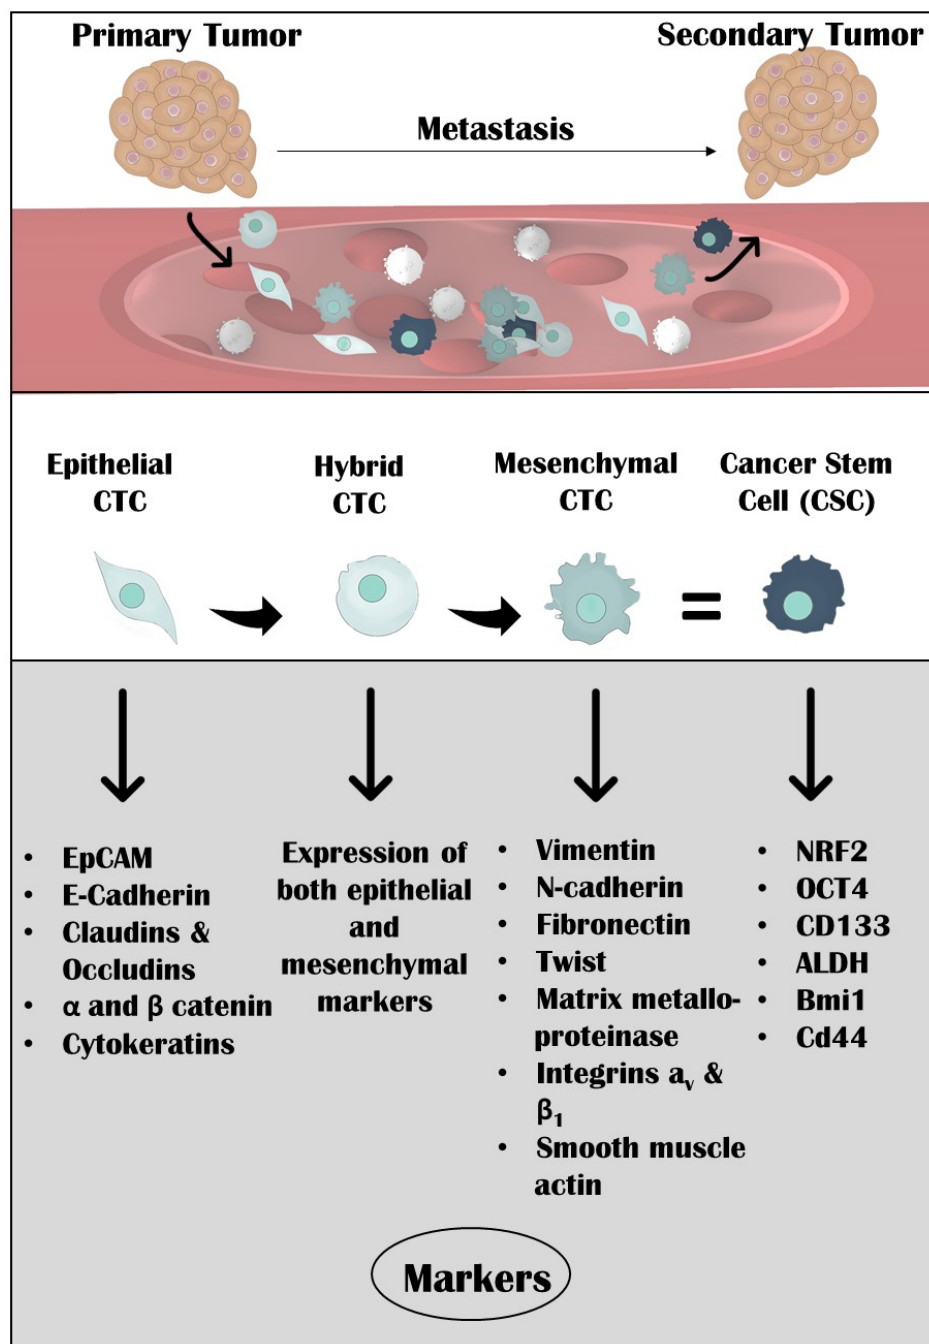 Primary Tumor
Secondary Tumor
Metastasis
Epithelial
CTC
Hybrid
CTC
Mesenchymal
CTC
Cancer Stem
Cell (CSC)
=
• EpCAM
• E-Cadherin
• Claudins &
Occludins
• α and β catenin
• Cytokeratins
Expression of
both epithelial
and
mesenchymal
markers
• Vimentin
• N-cadherin
• Fibronectin
• Twist
• Matrix metallo-
proteinase
• Integrins aᵥ &
β₁
• Smooth muscle
actin
• NRF2
• OCT4
• CD133
• ALDH
• Bmi1
• Cd44
Markers